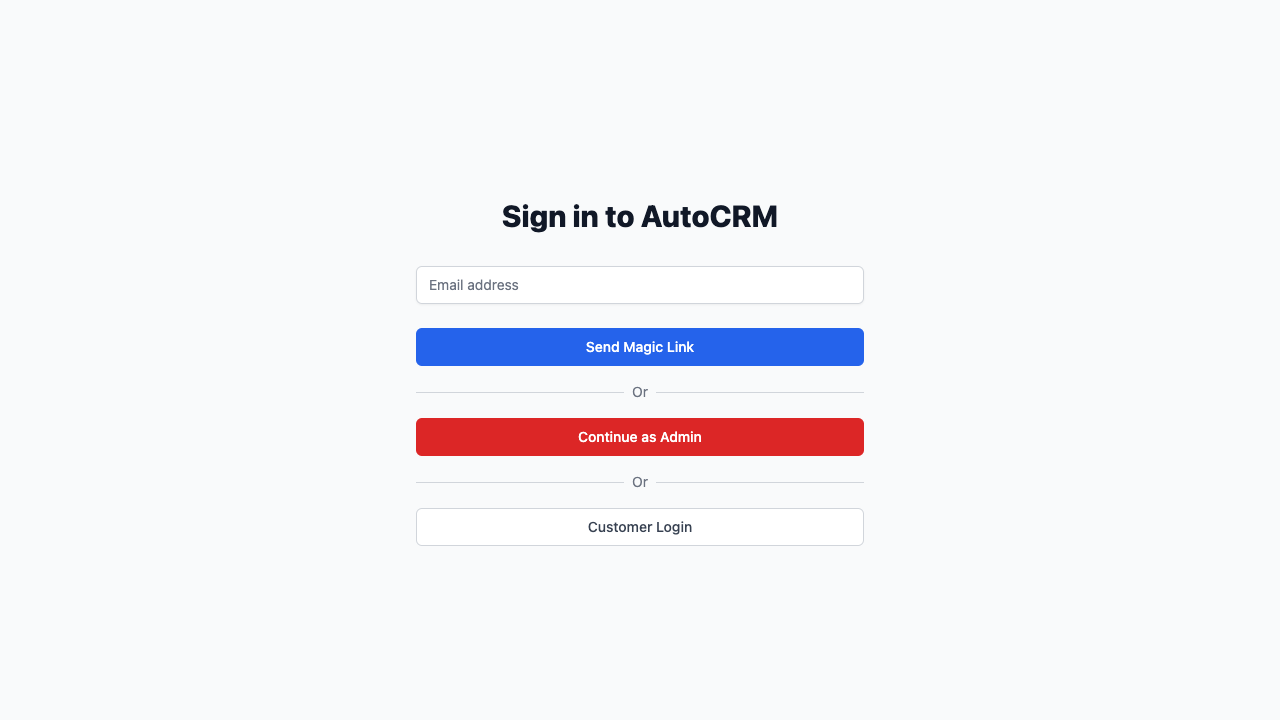 Sign in to AutoCRM
Email address
Send Magic Link
Or
Continue as Admin
Or
Customer Login